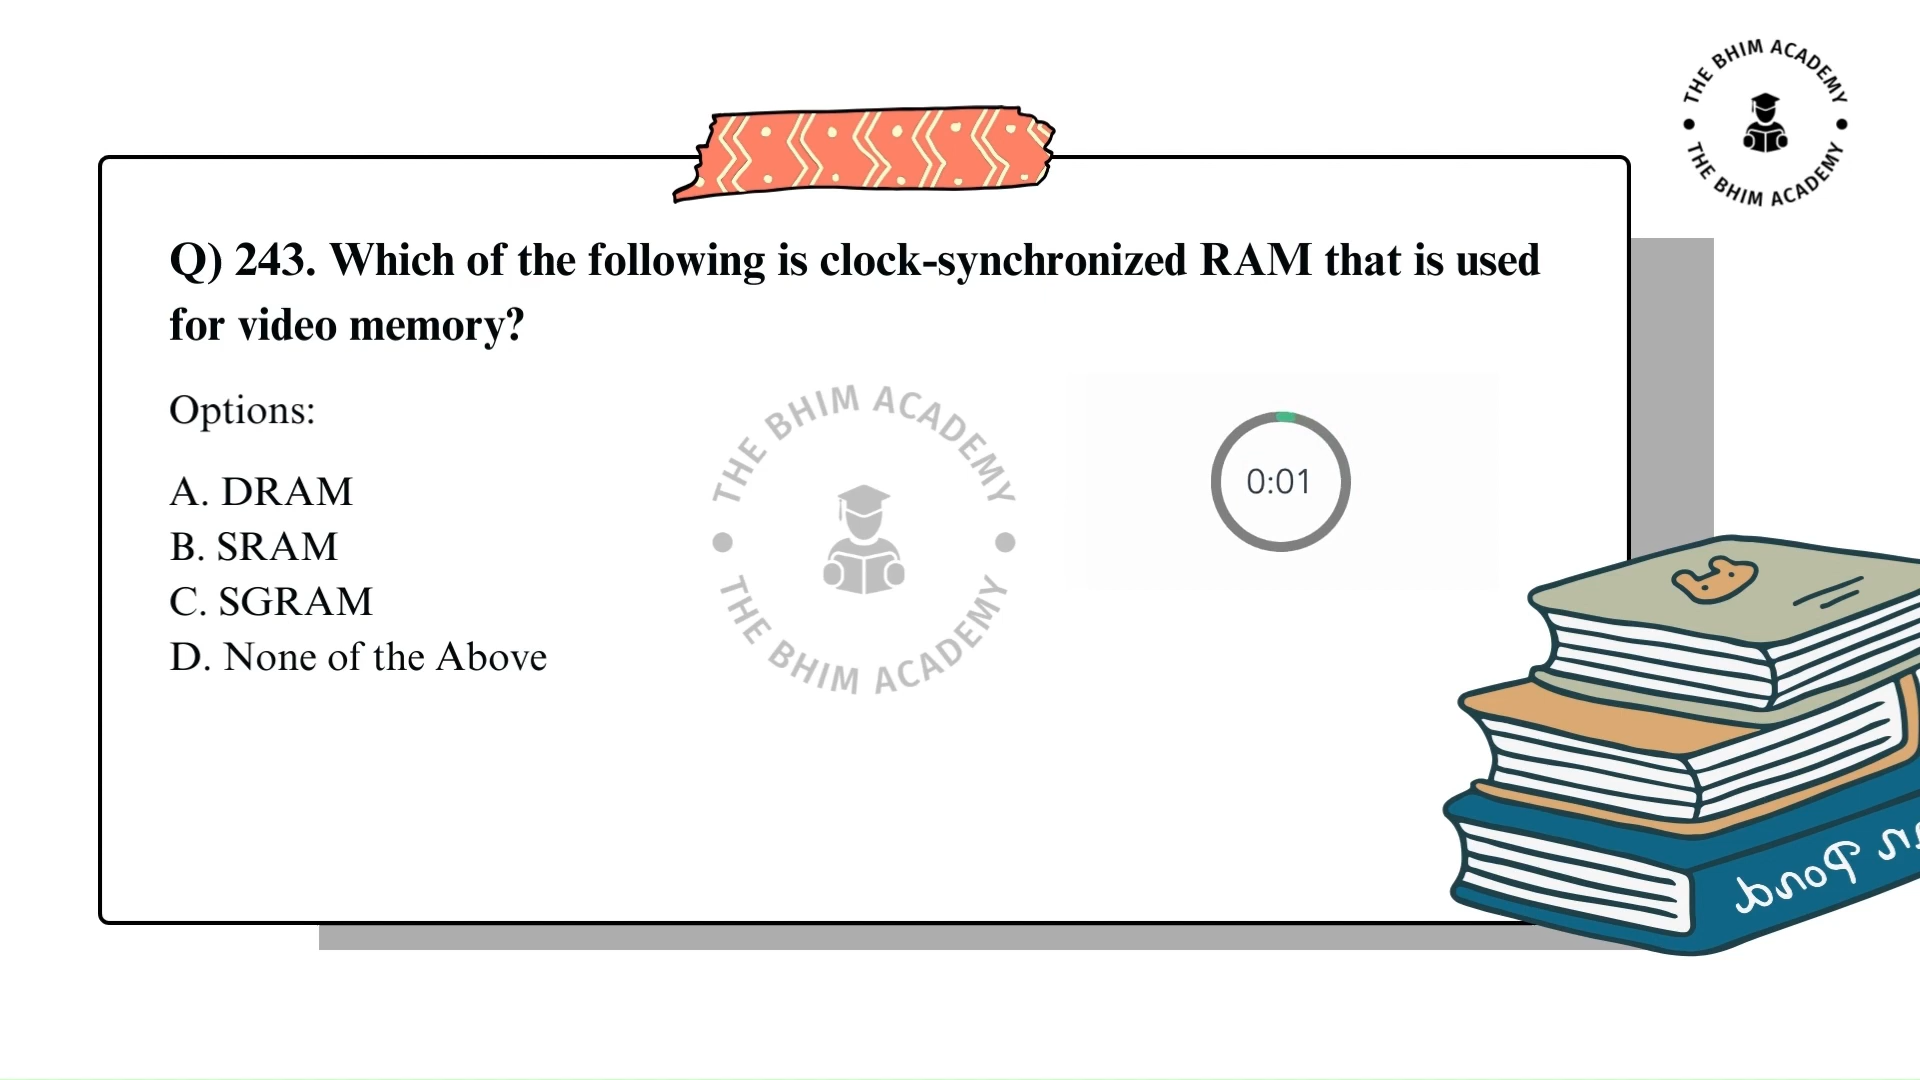 THE BHIM ACADEMY
THE BHIM ACADEMY
Q) 243. Which of the following is clock-synchronized RAM that is used
for video memory?
Options:
A. DRAM
B. SRAM
C. SGRAM
D. None of the Above
THE BHIM ACADEMY
THE BHIM ACADEMY
0:01
Pond